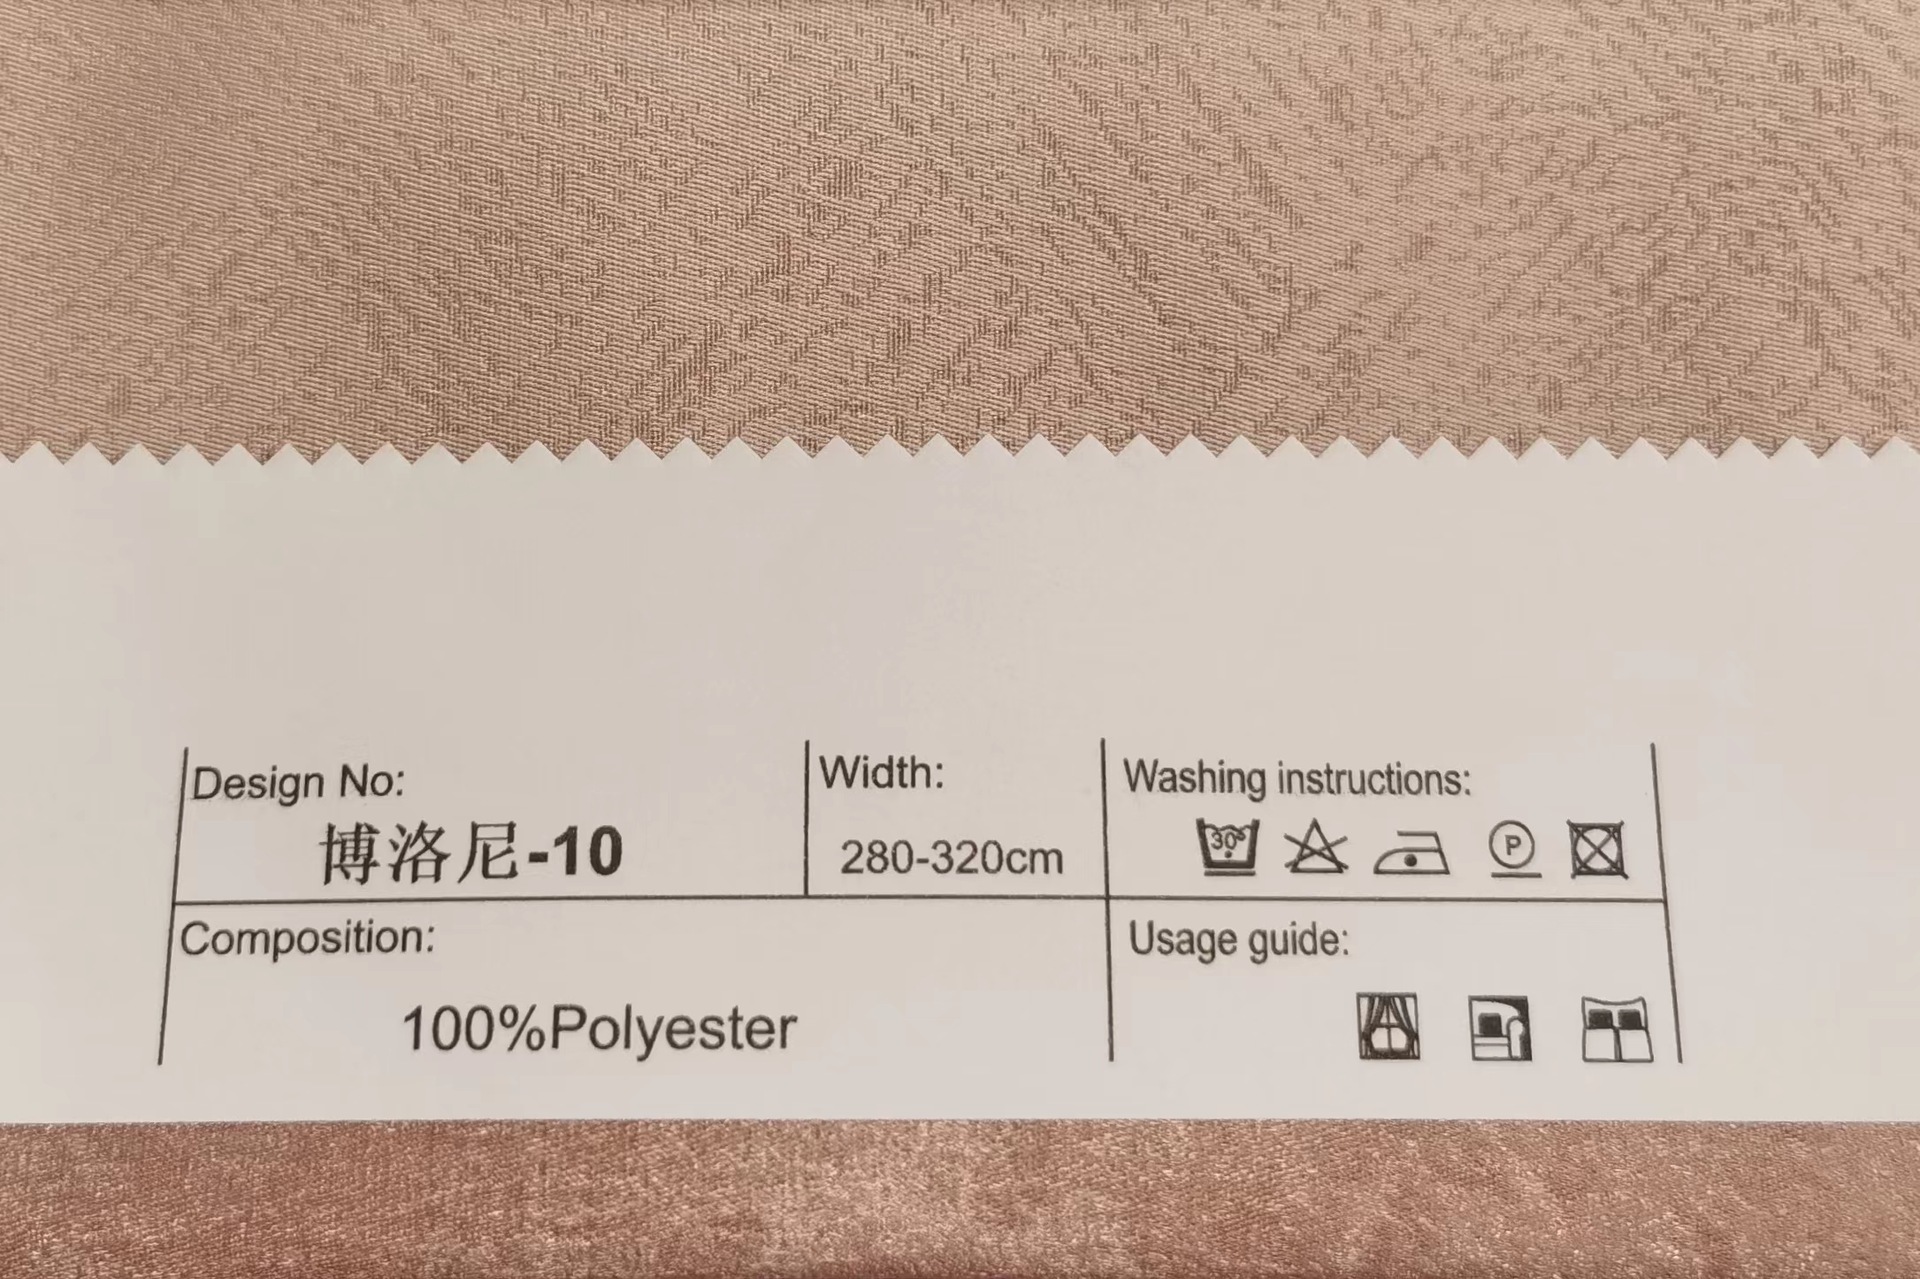 Design No:
博洛尼-10
Width:
280-320cm
Washing instructions:
30°
P
Composition:
100%Polyester
Usage guide: